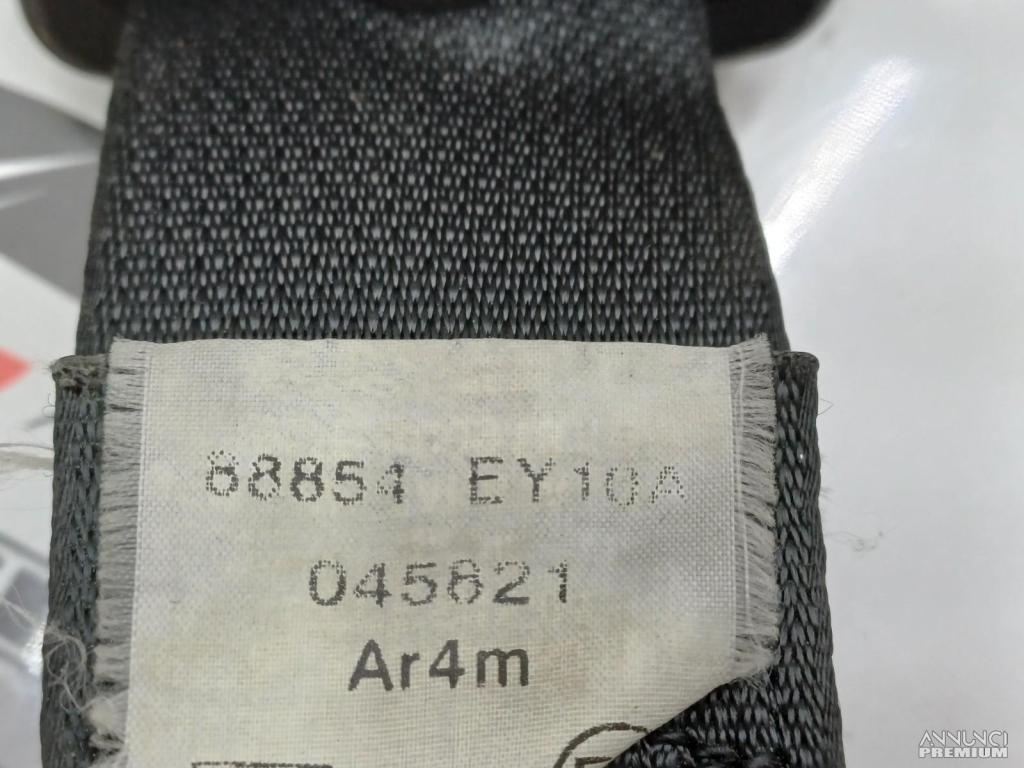 88854 EY10A
045621
Ar4m
ANNUNCI
PREMIUM